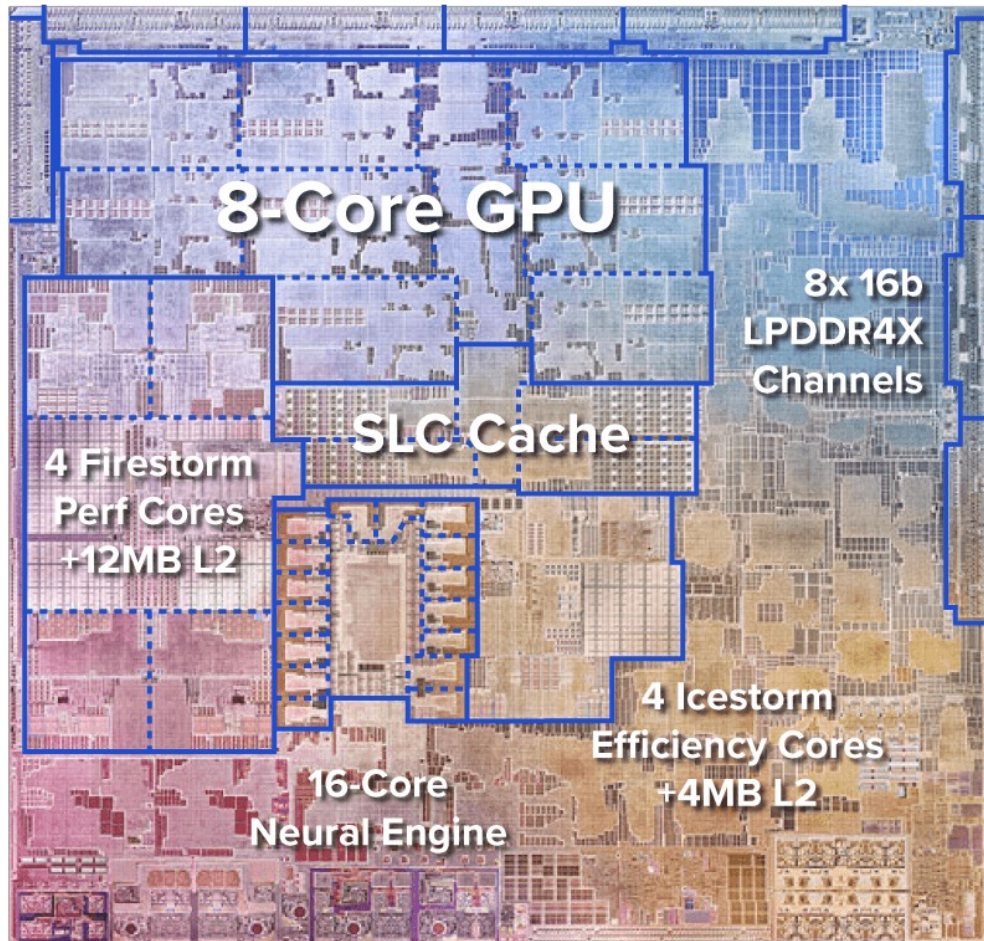 8-Core GPU
8x 16b
LPDDR4X
Channels
SLC Cache
4 Firestorm
Perf Cores
+12MB L2
4 Icestorm
Efficiency Cores
+4MB L2
16-Core
Neural Engine